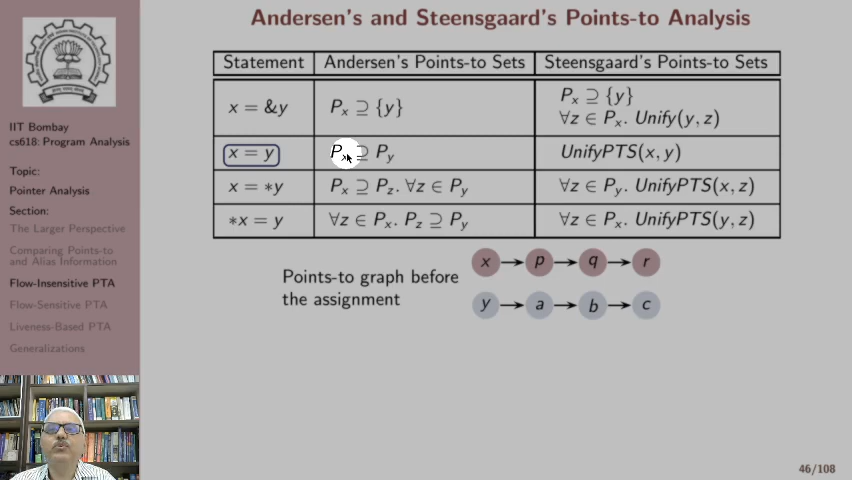 Andersen's and Steensgaard's Points-to Analysis
Statement Andersen's Points-to Sets Steensgaard's Points-to Sets
x = &y P_x ⊇ {y} P_x ⊇ {y}
∀z ∈ P_x. Unify(y, z)
x = y P_x ⊇ P_y UnifyPTS(x, y)
x = *y P_x ⊇ P_z. ∀z ∈ P_y ∀z ∈ P_y. UnifyPTS(x, z)
*x = y ∀z ∈ P_x. P_z ⊇ P_y ∀z ∈ P_x. UnifyPTS(y, z)
Points-to graph before
the assignment
x → p → q → r
y → a → b → c
IIT Bombay
cs618: Program Analysis
Topic:
Pointer Analysis
Section:
The Larger Perspective
Comparing Points-to
and Alias Information
Flow-Insensitive PTA
Flow-Sensitive PTA
Liveness-Based PTA
Generalizations
46/108